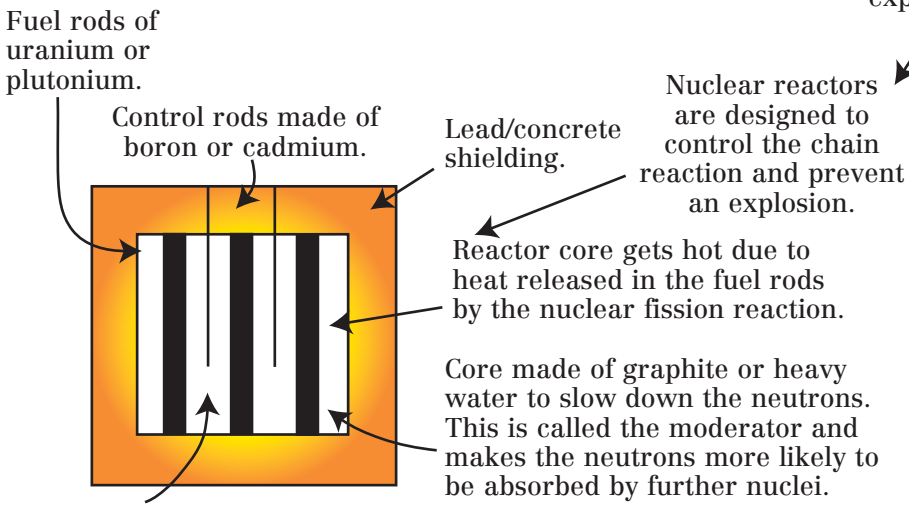 exp
Fuel rods of
uranium or
plutonium.
Control rods made of
boron or cadmium.
Lead/concrete
shielding.
Nuclear reactors
are designed to
control the chain
reaction and prevent
an explosion.
Reactor core gets hot due to
heat released in the fuel rods
by the nuclear fission reaction.
Core made of graphite or heavy
water to slow down the neutrons.
This is called the moderator and
makes the neutrons more likely to
be absorbed by further nuclei.